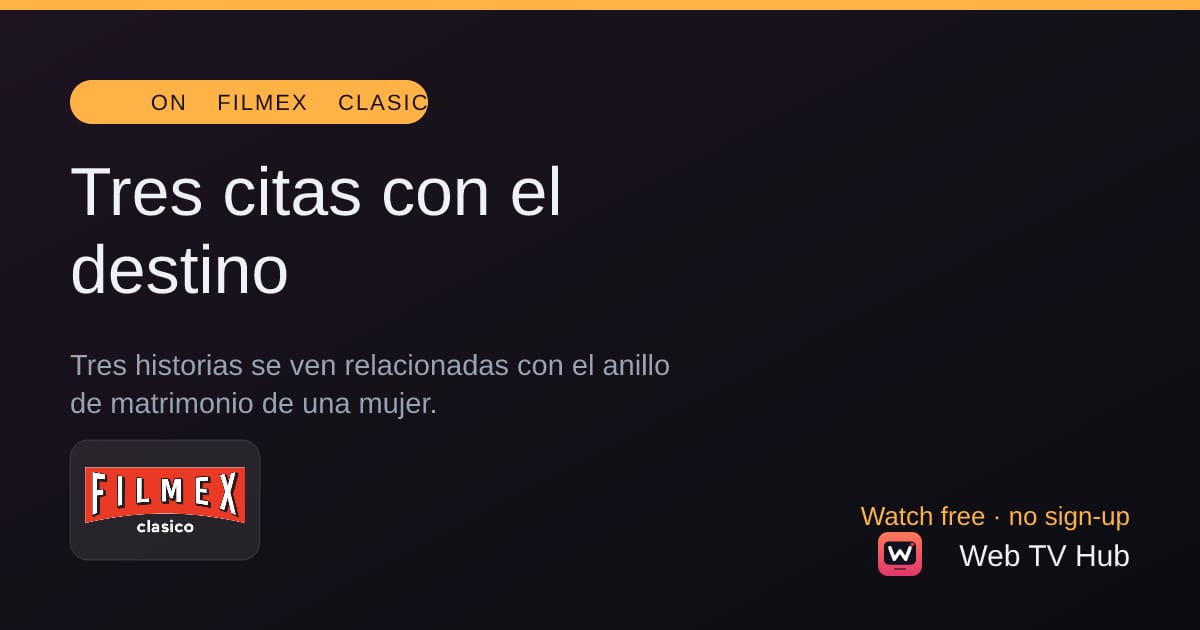 ON FILMEX CLASIC
Tres citas con el
destino
Tres historias se ven relacionadas con el anillo
de matrimonio de una mujer.
FILMEX
clasico
Watch free · no sign-up
W
Web TV Hub